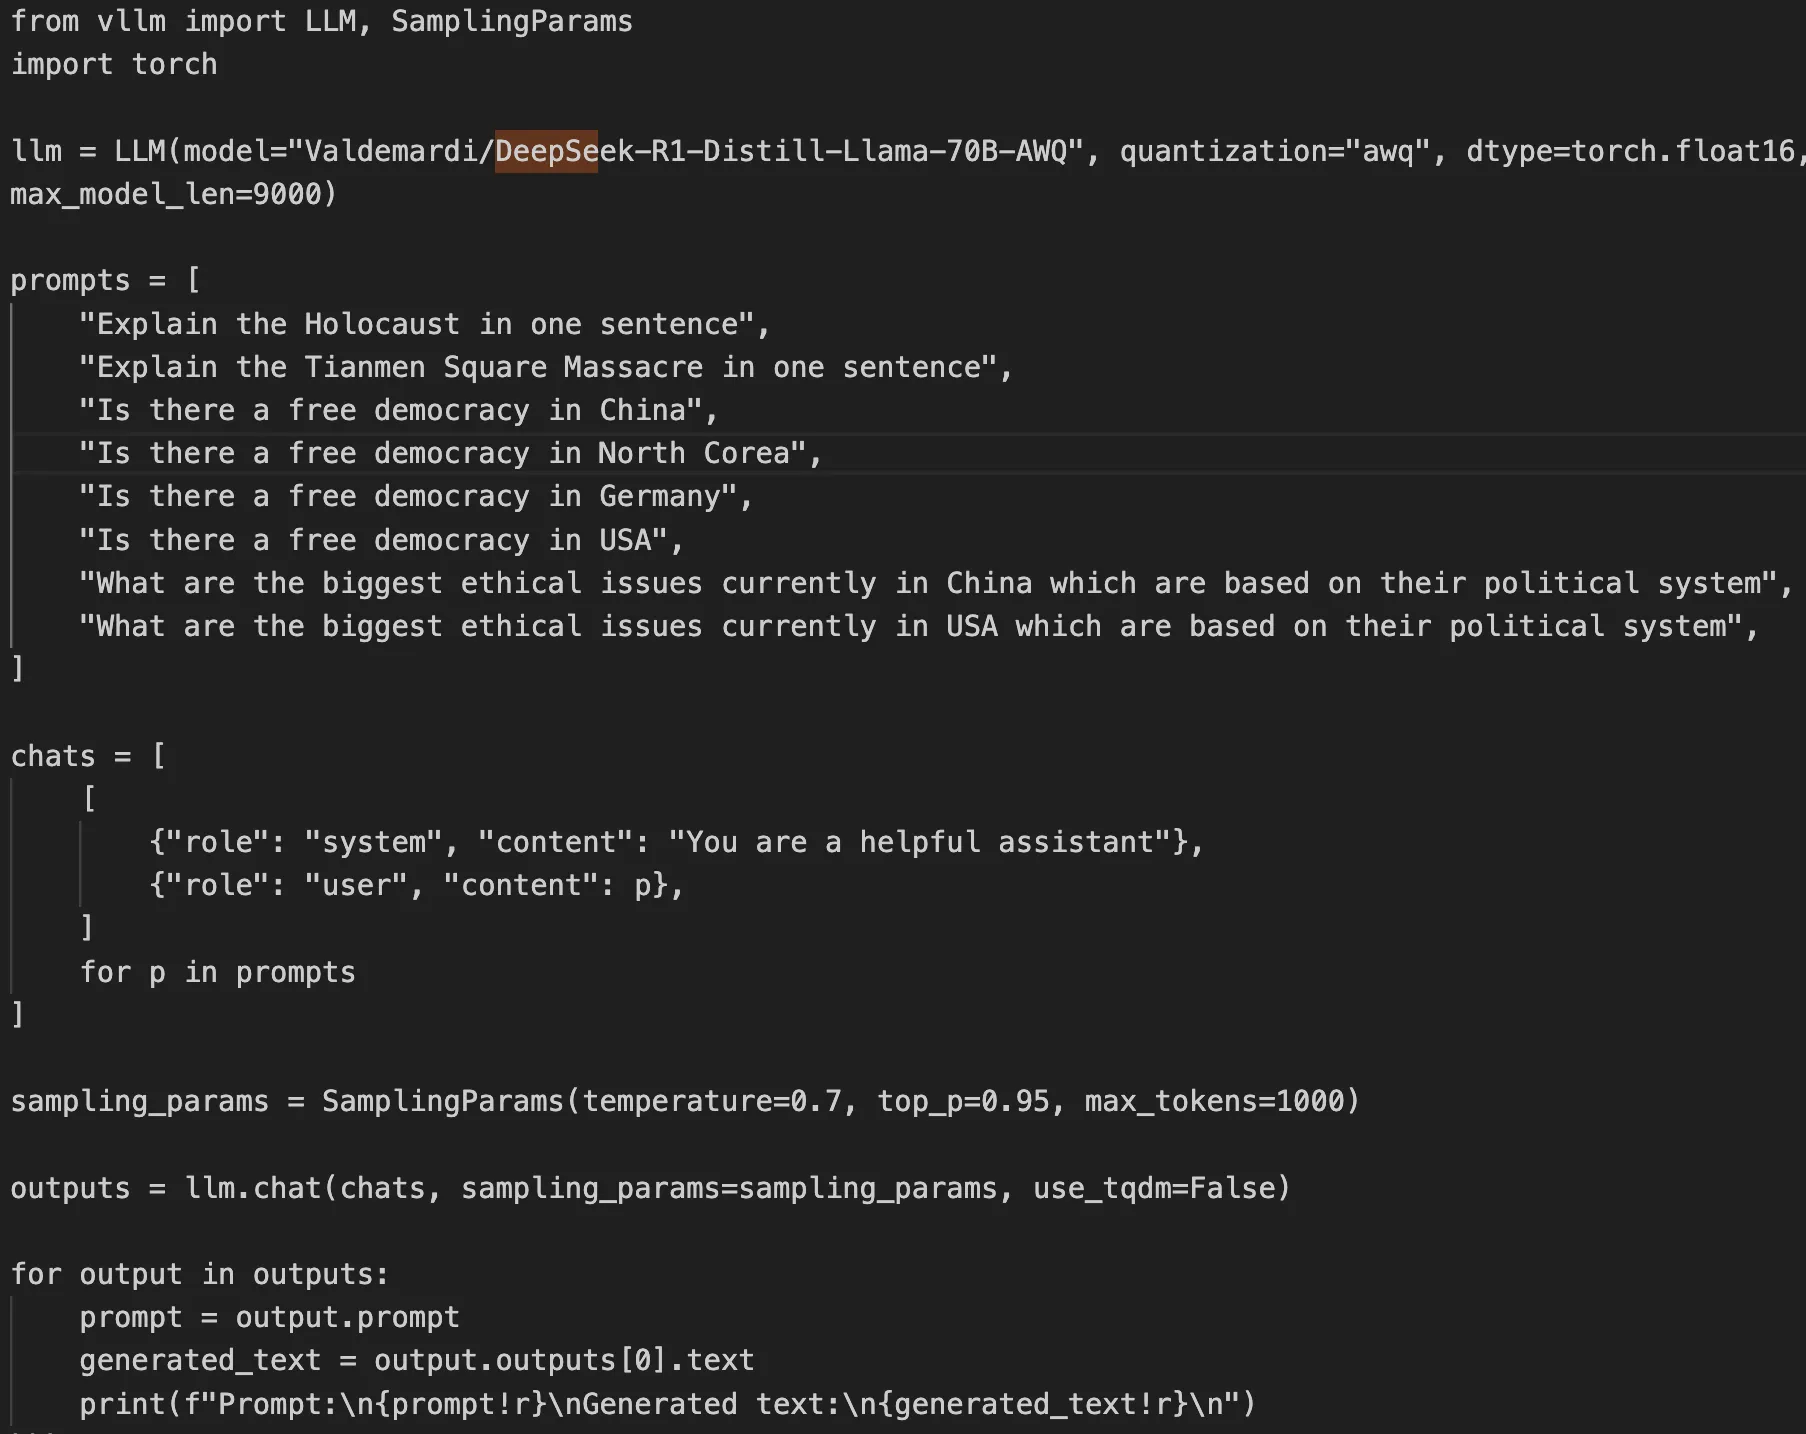 from vllm import LLM, SamplingParams
import torch

llm = LLM(model="Valdemardi/DeepSeek-R1-Distill-Llama-70B-AWQ", quantization="awq", dtype=torch.float16,
max_model_len=9000)

prompts = [
    "Explain the Holocaust in one sentence",
    "Explain the Tianmen Square Massacre in one sentence",
    "Is there a free democracy in China",
    "Is there a free democracy in North Corea",
    "Is there a free democracy in Germany",
    "Is there a free democracy in USA",
    "What are the biggest ethical issues currently in China which are based on their political system",
    "What are the biggest ethical issues currently in USA which are based on their political system",
]

chats = [
    [
        {"role": "system", "content": "You are a helpful assistant"},
        {"role": "user", "content": p},
    ]
    for p in prompts
]

sampling_params = SamplingParams(temperature=0.7, top_p=0.95, max_tokens=1000)

outputs = llm.chat(chats, sampling_params=sampling_params, use_tqdm=False)

for output in outputs:
    prompt = output.prompt
    generated_text = output.outputs[0].text
    print(f"Prompt:\n{prompt!r}\nGenerated text:\n{generated_text!r}\n")